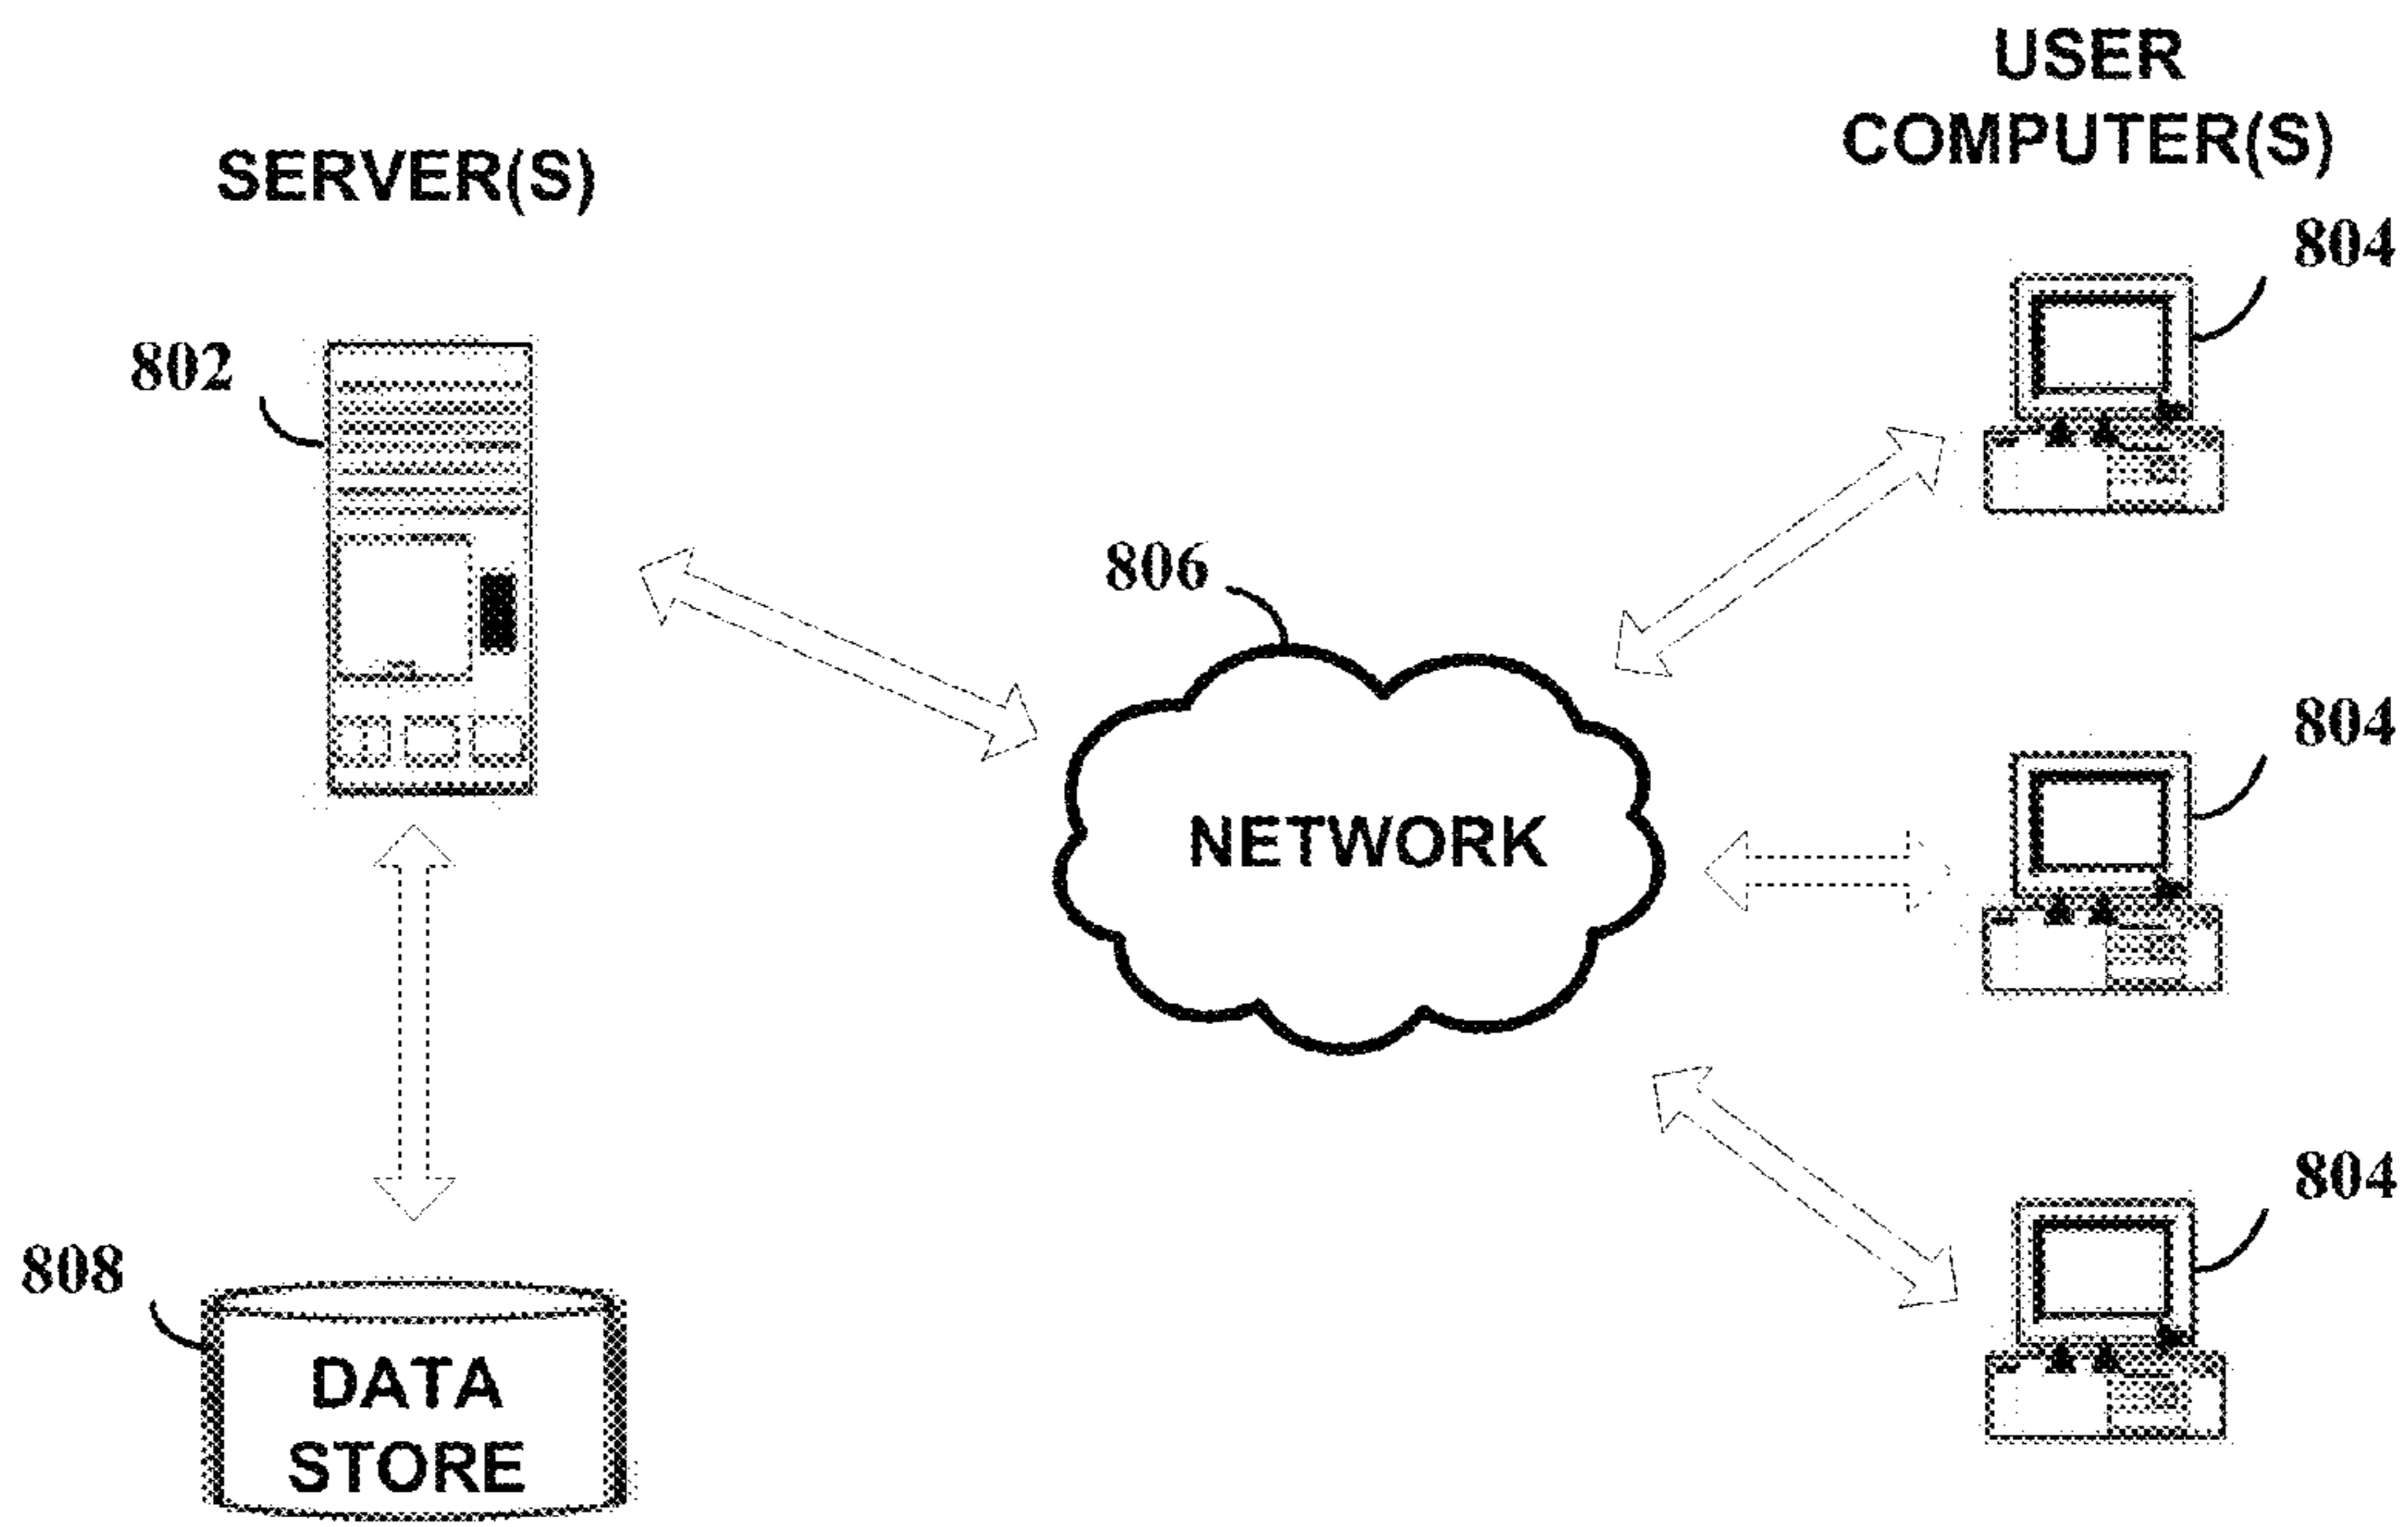 USER
COMPUTER(S)
SERVER(S)
804
802
806
804
NETWORK
804
808
DATA
STORE